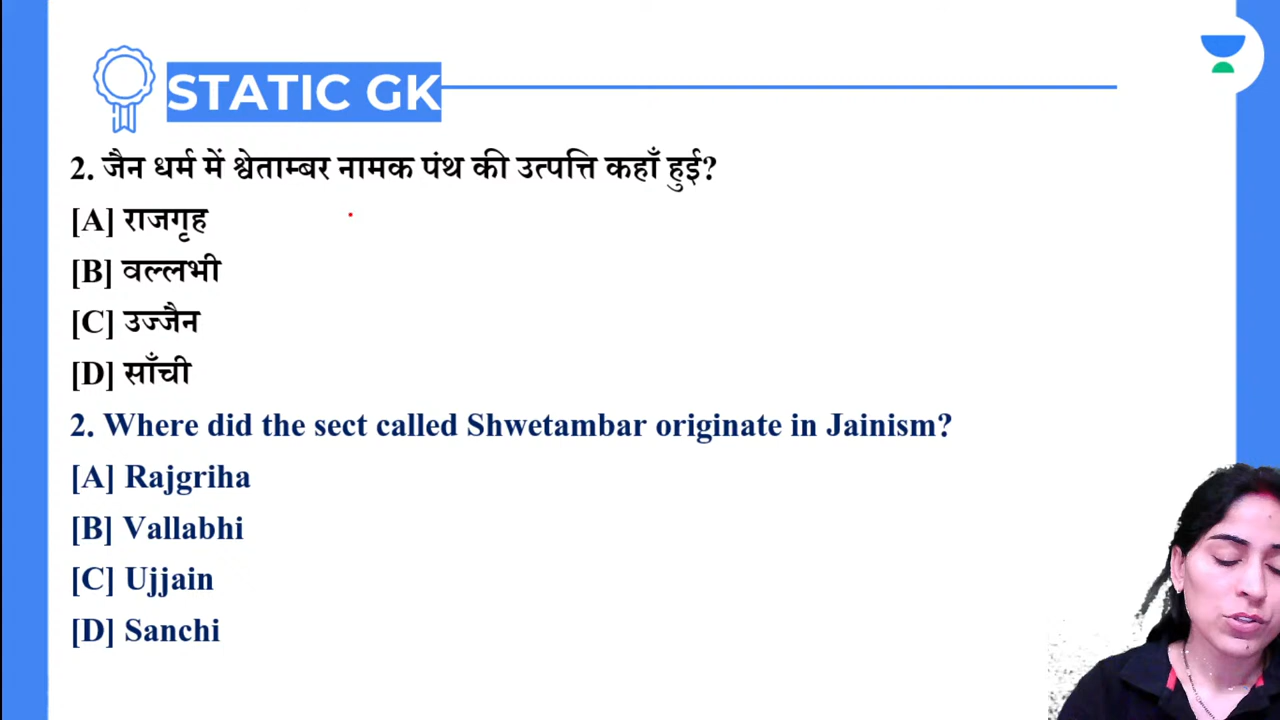 STATIC GK
2. जैन धर्म में श्वेताम्बर नामक पंथ की उत्पत्ति कहाँ हुई?
[A] राजगृह
[B] वल्लभी
[C] उज्जैन
[D] साँची
2. Where did the sect called Shwetambar originate in Jainism?
[A] Rajgriha
[B] Vallabhi
[C] Ujjain
[D] Sanchi